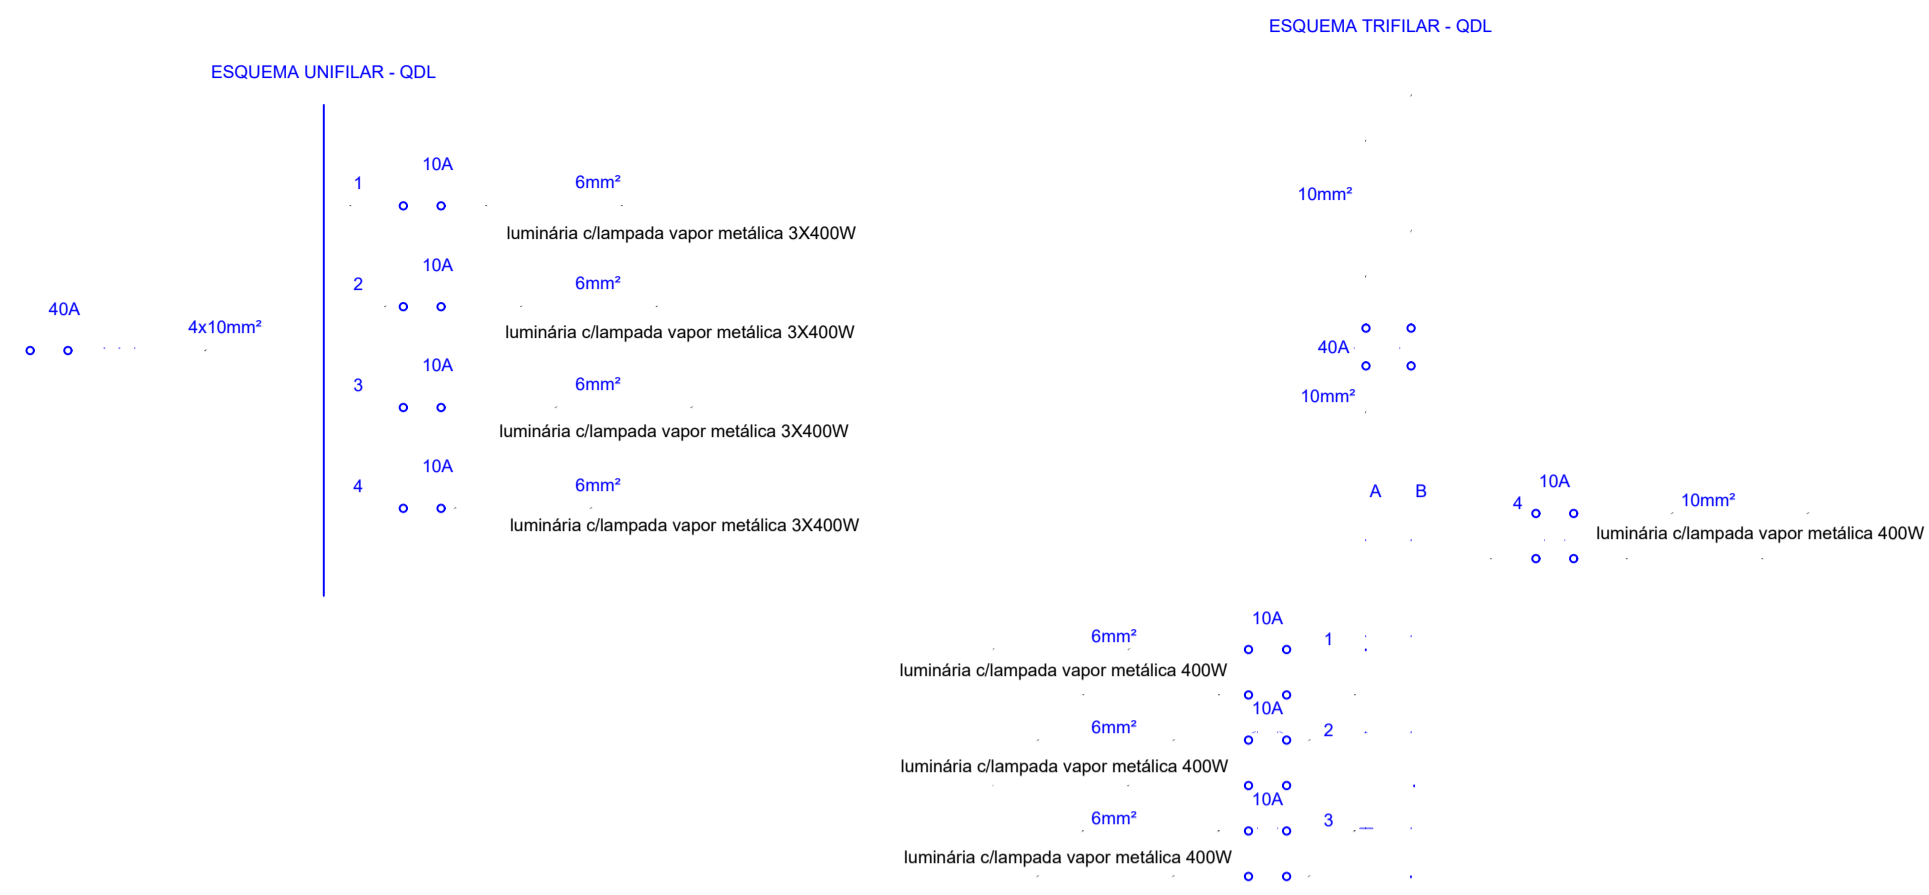 ESQUEMA UNIFILAR - QDL
10A
1
6mm²
luminária c/lampada vapor metálica 3X400W
10A
2
6mm²
luminária c/lampada vapor metálica 3X400W
40A
4x10mm²
10A
3
6mm²
luminária c/lampada vapor metálica 3X400W
10A
4
6mm²
luminária c/lampada vapor metálica 3X400W
ESQUEMA TRIFILAR - QDL
10mm²
40A
10mm²
A B
10A
4
10mm²
luminária c/lampada vapor metálica 400W
10A
6mm²
1
luminária c/lampada vapor metálica 400W
10A
6mm²
2
luminária c/lampada vapor metálica 400W
10A
6mm²
3
luminária c/lampada vapor metálica 400W